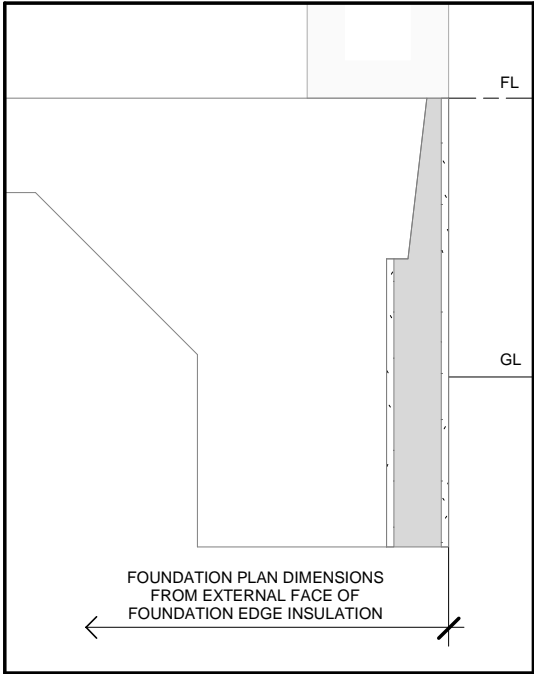 FL
GL
FOUNDATION PLAN DIMENSIONS
FROM EXTERNAL FACE OF
FOUNDATION EDGE INSULATION